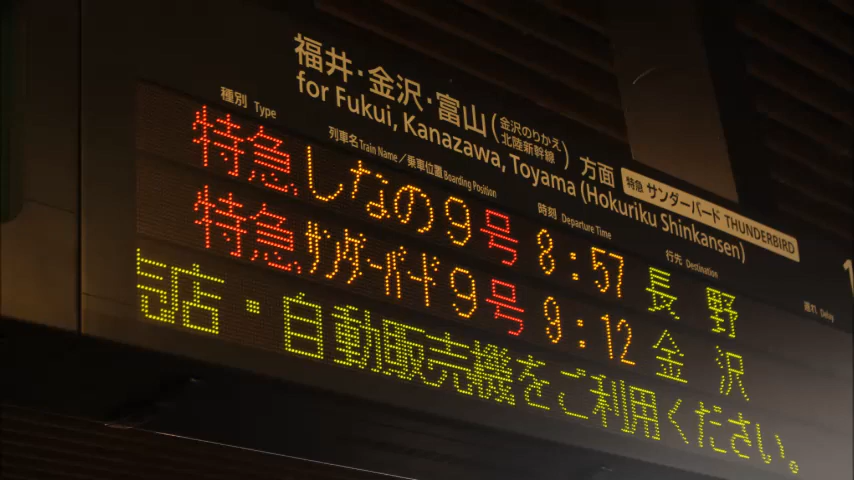 福井・金沢・富山(金沢のりかえ 北陸新幹線)方面 特急 サンダーバード THUNDERBIRD
for Fukui, Kanazawa, Toyama (Hokuriku Shinkansen)
種別 Type 列車名 Train Name/乗車位置 Boarding Position 時刻 Departure Time 行先 Destination 遅れ Delay
特急 しなの9号 8:57 長野
特急 サンダーバード9号 9:12 金沢
店・自動販売機をご利用ください。